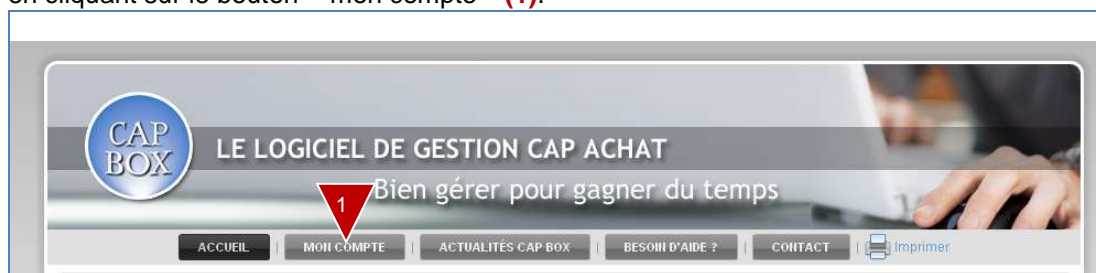 en cliquant sur le bouton « mon compte » (1).
CAP
BOX
LE LOGICIEL DE GESTION CAP ACHAT
Bien gérer pour gagner du temps
1
ACCUEIL | MON COMPTE | ACTUALITÉS CAP BOX | BESOIN D'AIDE ? | CONTACT | Imprimer